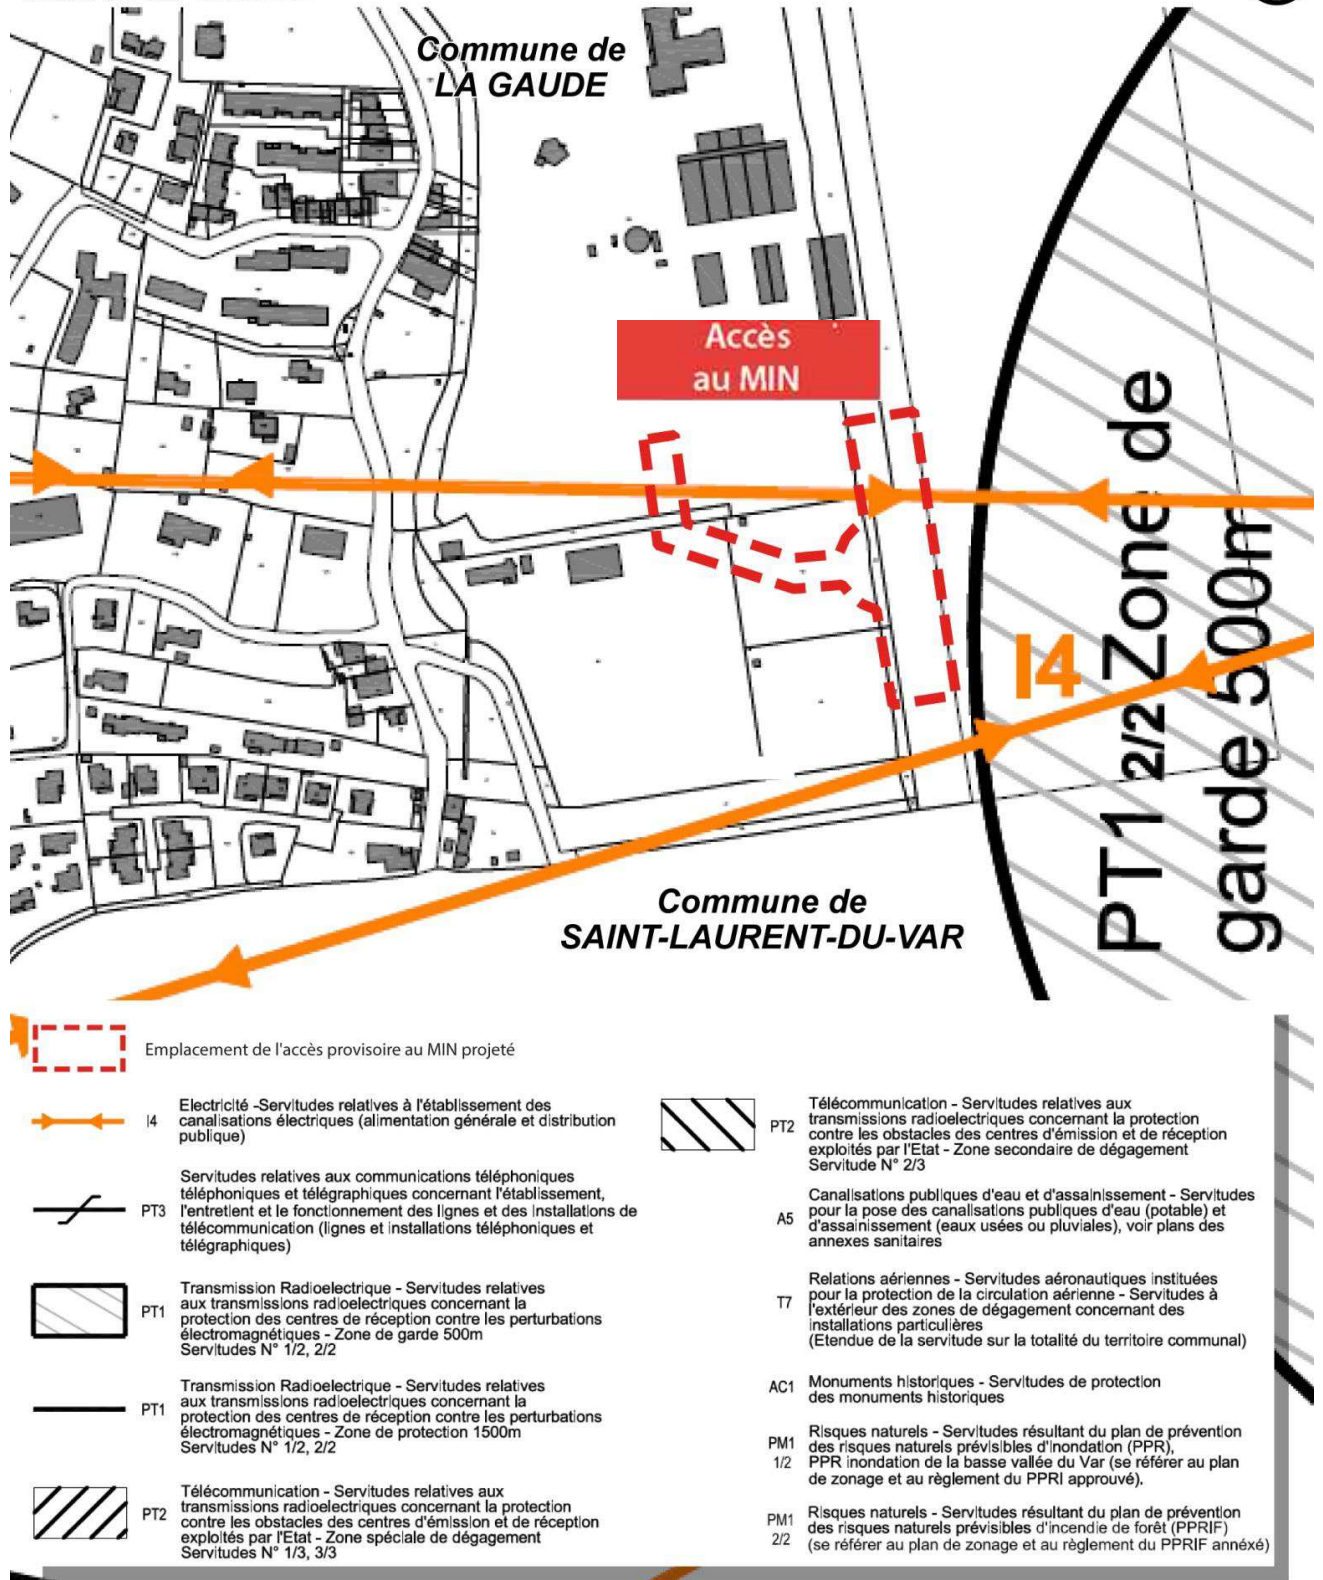 Commune de
LA GAUDE
Accès
au MIN
I4
PT1 2/2 Zone de
garde 500m
Commune de
SAINT-LAURENT-DU-VAR
Emplacement de l'accès provisoire au MIN projeté
I4
Electricité -Servitudes relatives à l'établissement des
canalisations électriques (alimentation générale et distribution
publique)
PT3
Servitudes relatives aux communications téléphoniques
téléphoniques et télégraphiques concernant l'établissement,
l'entretient et le fonctionnement des lignes et des installations de
télécommunication (lignes et installations téléphoniques et
télégraphiques)
PT1
Transmission Radioelectrique - Servitudes relatives
aux transmissions radioelectriques concernant la
protection des centres de réception contre les perturbations
électromagnétiques - Zone de garde 500m
Servitudes N° 1/2, 2/2
PT1
Transmission Radioelectrique - Servitudes relatives
aux transmissions radioelectriques concernant la
protection des centres de réception contre les perturbations
électromagnétiques - Zone de protection 1500m
Servitudes N° 1/2, 2/2
PT2
Télécommunication - Servitudes relatives aux
transmissions radioelectriques concernant la protection
contre les obstacles des centres d'émission et de réception
exploités par l'Etat - Zone spéciale de dégagement
Servitudes N° 1/3, 3/3
PT2
Télécommunication - Servitudes relatives aux
transmissions radioelectriques concernant la protection
contre les obstacles des centres d'émission et de réception
exploités par l'Etat - Zone secondaire de dégagement
Servitude N° 2/3
A5
Canalisations publiques d'eau et d'assainissement - Servitudes
pour la pose des canalisations publiques d'eau (potable) et
d'assainissement (eaux usées ou pluviales), voir plans des
annexes sanitaires
T7
Relations aériennes - Servitudes aéronautiques instituées
pour la protection de la circulation aérienne - Servitudes à
l'extérieur des zones de dégagement concernant des
installations particulières
(Etendue de la servitude sur la totalité du territoire communal)
AC1
Monuments historiques - Servitudes de protection
des monuments historiques
PM1
1/2
Risques naturels - Servitudes résultant du plan de prévention
des risques naturels prévisibles d'inondation (PPR),
PPR inondation de la basse vallée du Var (se référer au plan
de zonage et au règlement du PPRI approuvé).
PM1
2/2
Risques naturels - Servitudes résultant du plan de prévention
des risques naturels prévisibles d'incendie de forêt (PPRIF)
(se référer au plan de zonage et au règlement du PPRIF annéxé)